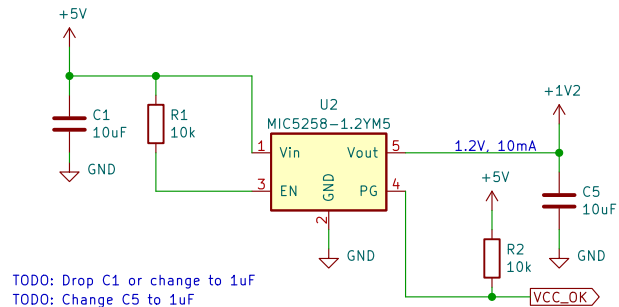 +5V
C1
10uF
GND
R1
10k
U2
MIC5258-1.2YM5
1
Vin
3
EN
GND
2
Vout
5
PG
4
GND
1.2V, 10mA
+1V2
C5
10uF
GND
+5V
R2
10k
VCC_OK
TODO: Drop C1 or change to 1uF
TODO: Change C5 to 1uF